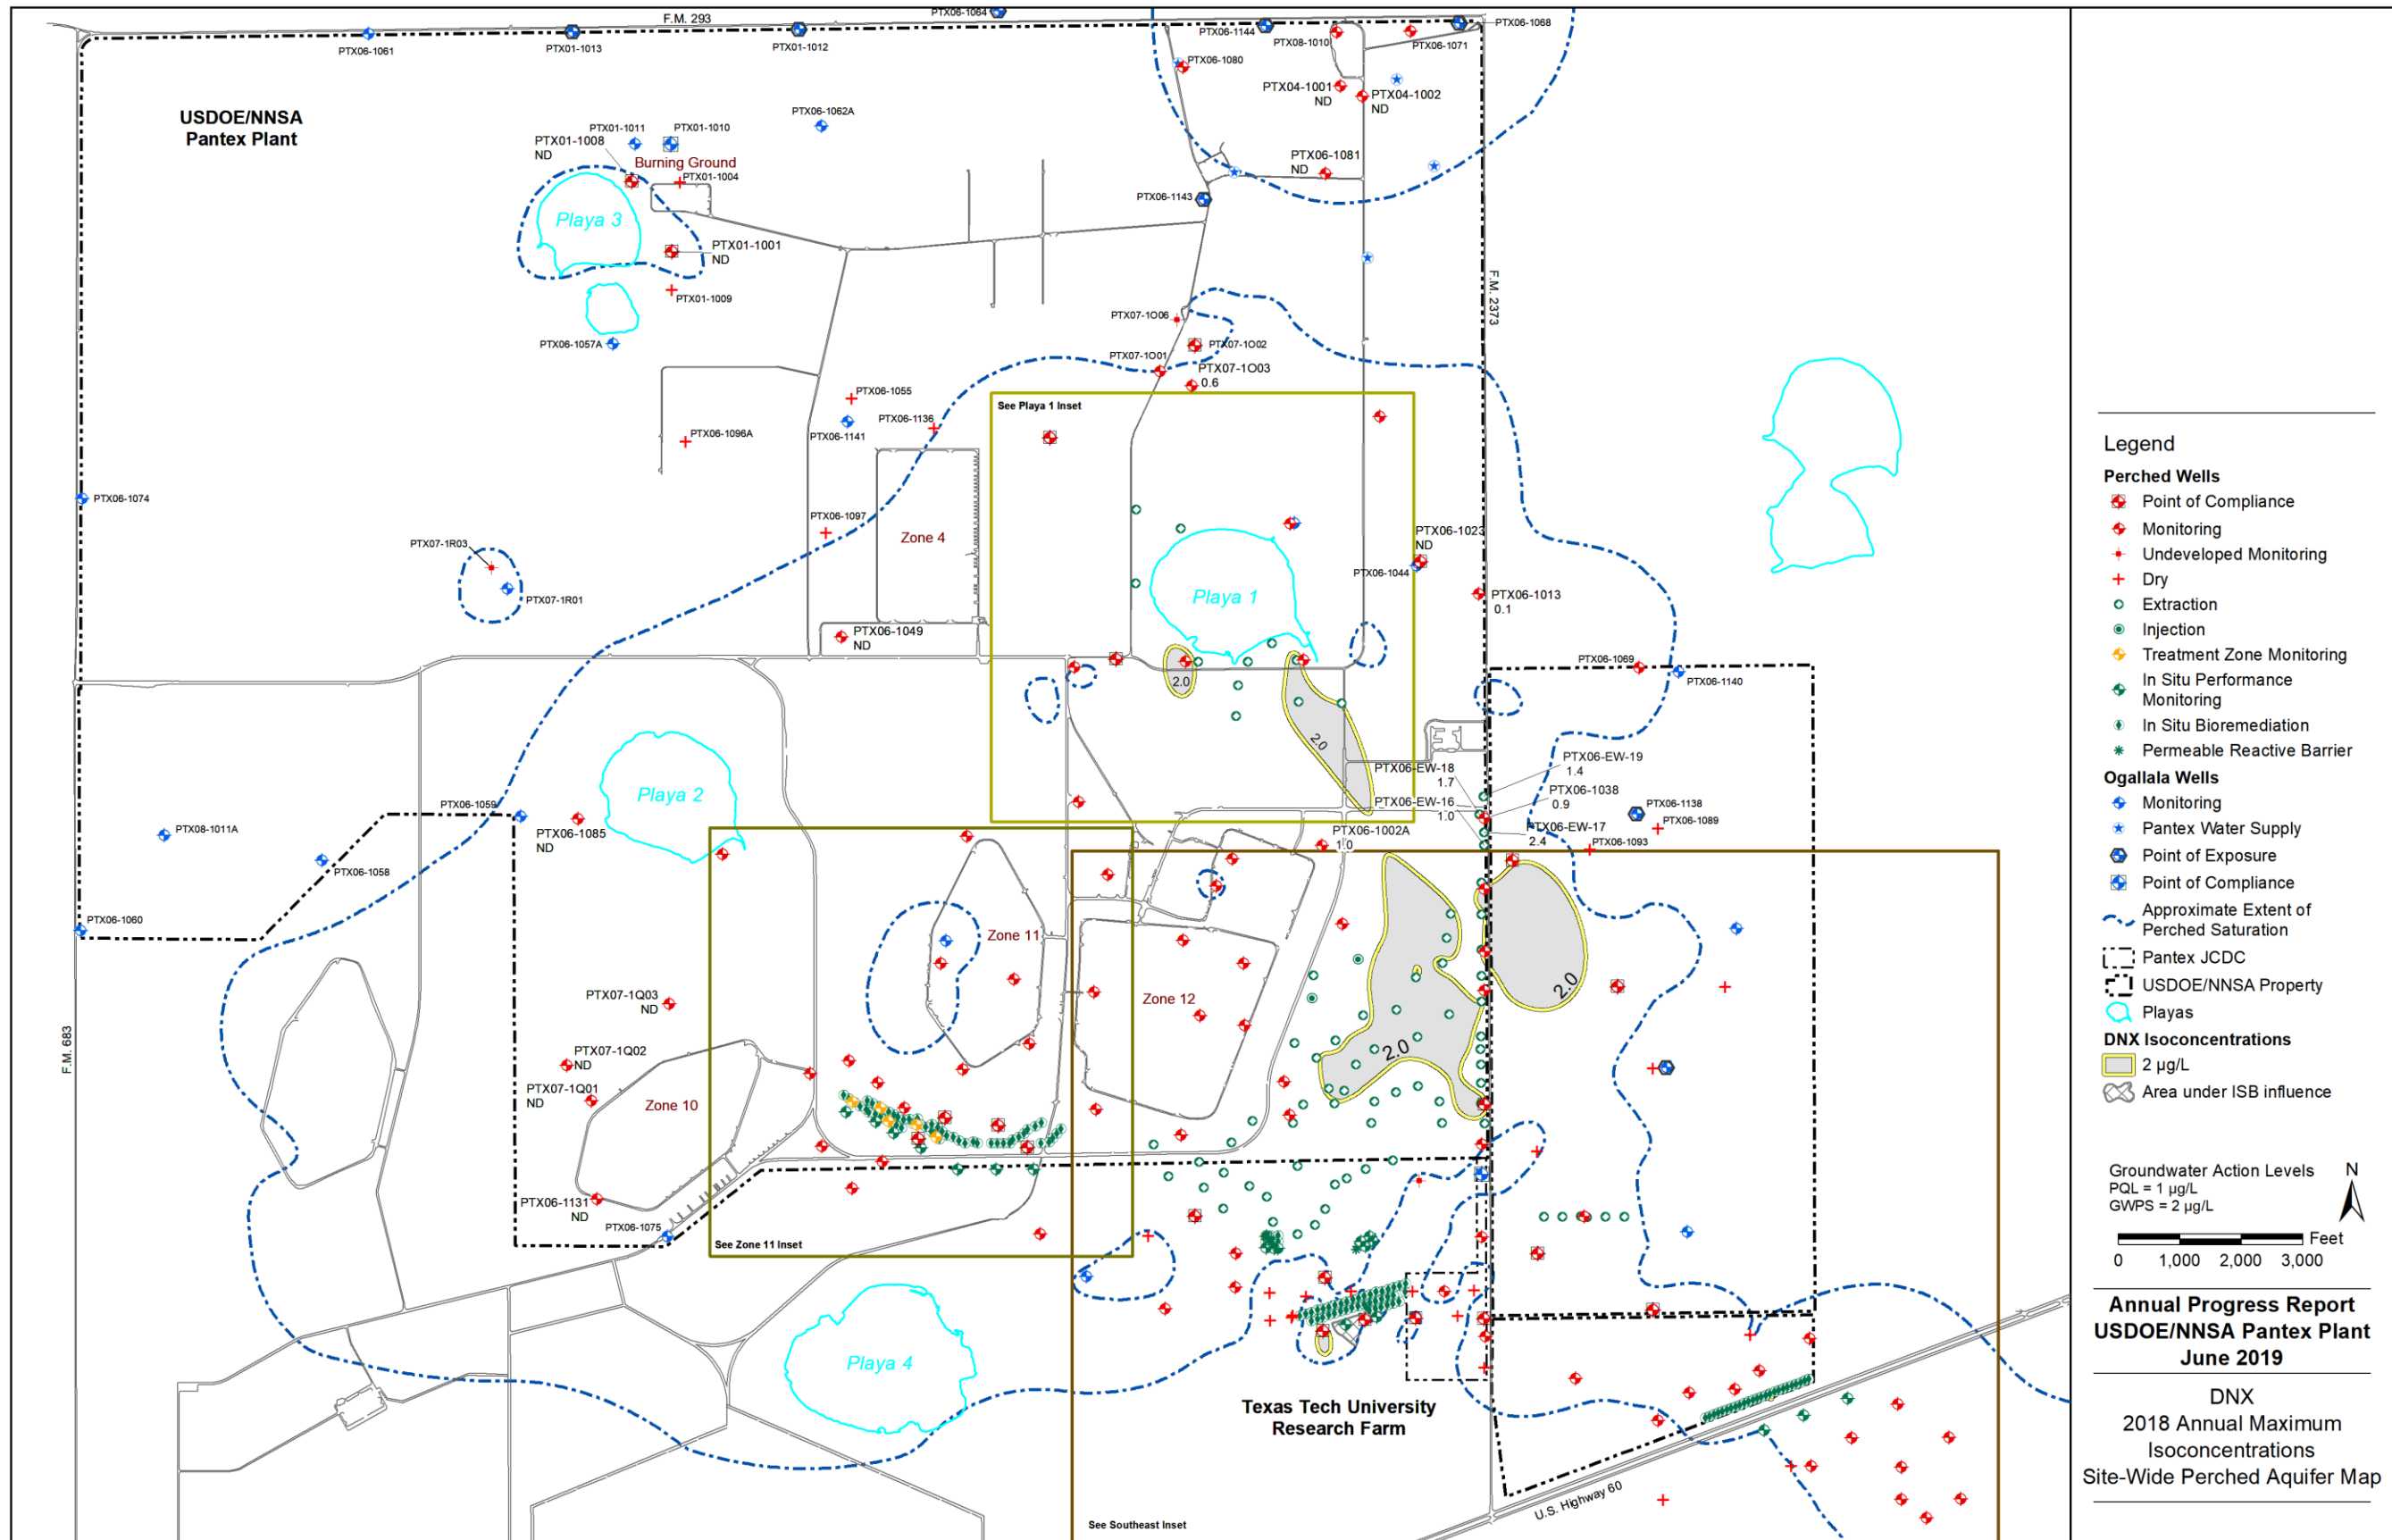 F.M. 293
PTX06-1064
PTX06-1061
PTX01-1013
PTX01-1012
PTX06-1144
PTX08-1010
PTX06-1071
PTX06-1068
PTX06-1080
PTX04-1001
ND
PTX04-1002
ND
USDOE/NNSA
Pantex Plant
PTX06-1062A
PTX01-1011
PTX01-1010
PTX01-1008
ND
Burning Ground
PTX01-1004
PTX06-1081
ND
PTX06-1143
Playa 3
PTX01-1001
ND
PTX01-1009
F.M. 2373
PTX07-1O06
PTX06-1057A
PTX07-1O02
PTX07-1O01
PTX07-1O03
0.6
PTX06-1055
PTX06-1136
PTX06-1141
PTX06-1096A
See Playa 1 Inset
PTX06-1074
PTX06-1097
Zone 4
PTX07-1R03
PTX07-1R01
PTX06-1023
ND
PTX06-1044
PTX06-1013
0.1
Playa 1
PTX06-1049
ND
PTX06-1069
PTX06-1140
2.0
2.0
PTX06-EW-18
1.7
PTX06-EW-19
1.4
PTX06-EW-16
1.0
PTX06-1038
0.9
PTX06-EW-17
2.4
PTX06-1138
PTX06-1089
PTX06-1093
PTX06-1002A
1.0
Playa 2
PTX06-1059
PTX06-1085
ND
PTX08-1011A
PTX06-1058
PTX06-1060
Zone 11
Zone 12
2.0
2.0
PTX07-1Q03
ND
PTX07-1Q02
ND
PTX07-1Q01
ND
Zone 10
F.M. 683
PTX06-1131
ND
PTX06-1075
See Zone 11 Inset
Playa 4
Texas Tech University
Research Farm
U.S. Highway 60
See Southeast Inset
Legend
Perched Wells
Point of Compliance
Monitoring
Undeveloped Monitoring
Dry
Extraction
Injection
Treatment Zone Monitoring
In Situ Performance
Monitoring
In Situ Bioremediation
Permeable Reactive Barrier
Ogallala Wells
Monitoring
Pantex Water Supply
Point of Exposure
Point of Compliance
Approximate Extent of
Perched Saturation
Pantex JCDC
USDOE/NNSA Property
Playas
DNX Isoconcentrations
2 µg/L
Area under ISB influence
Groundwater Action Levels
PQL = 1 µg/L
GWPS = 2 µg/L
N
Feet
0 1,000 2,000 3,000
Annual Progress Report
USDOE/NNSA Pantex Plant
June 2019
DNX
2018 Annual Maximum
Isoconcentrations
Site-Wide Perched Aquifer Map